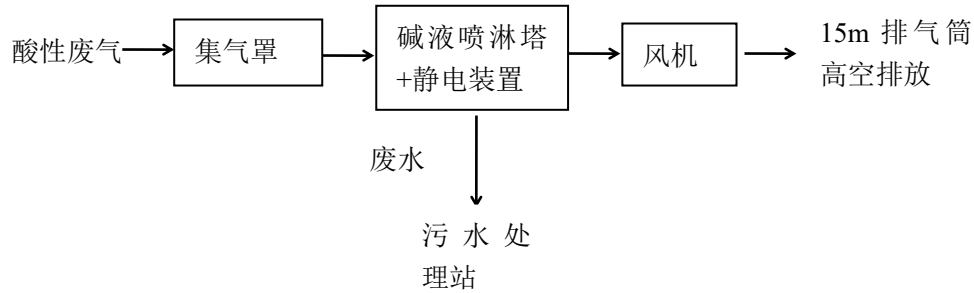 酸性废气
集气罩
碱液喷淋塔
+静电装置
风机
15m 排气筒
高空排放
废水
污水处
理站